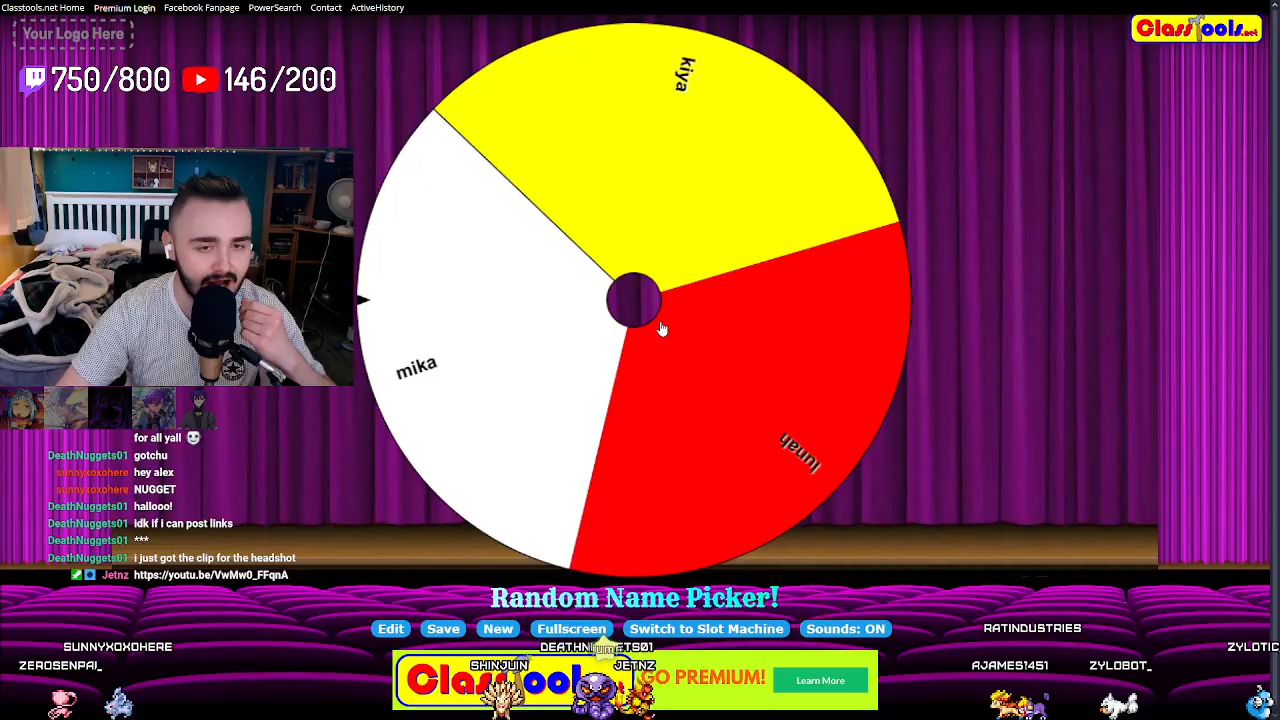 Classtools.net Home Premium Login Facebook Fanpage PowerSearch Contact ActiveHistory
Your Logo Here
ClassTools.net
750/800 146/200
kiya
mika
lunah
for all yall
DeathNuggets01 gotchu
sunnyxoxohere hey alex
sunnyxoxohere NUGGET
DeathNuggets01 hallooo!
DeathNuggets01 idk if i can post links
DeathNuggets01 ***
DeathNuggets01 i just got the clip for the headshot
Jetnz https://youtu.be/VwMw0_FFqnA
Random Name Picker!
Edit Save New Fullscreen Switch to Slot Machine Sounds: ON
RATINDUSTRIES
SUNNYXOXOHERE ZYLOTIC
ZEROSENPAI_ SHINJUIN JETNZ AJAMES1451 ZYLOBOT_
GO PREMIUM! Learn More